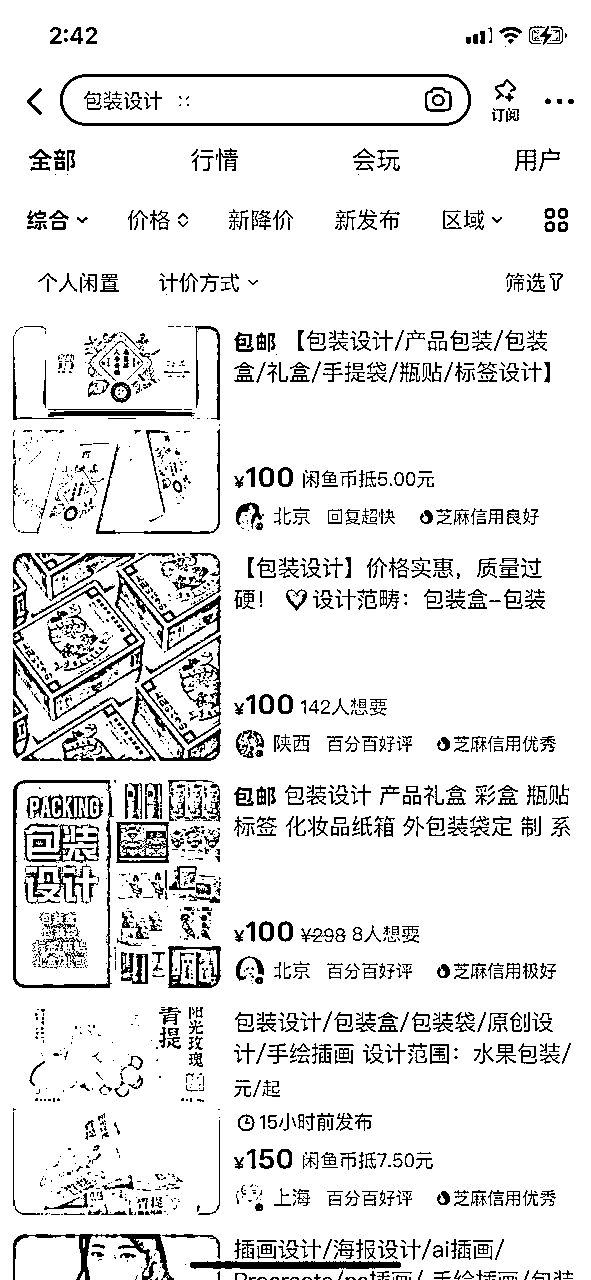 2:42
包装设计
订阅
全部 行情 会玩 用户
综合 价格 新降价 新发布 区域
个人闲置 计价方式 筛选
包邮 【包装设计/产品包装/包装
盒/礼盒/手提袋/瓶贴/标签设计】
¥100 闲鱼币抵5.00元
北京 回复超快 芝麻信用良好
【包装设计】价格实惠，质量过
硬！ ♡设计范畴：包装盒-包装
¥100 142人想要
陕西 百分百好评 芝麻信用优秀
PACKING
包装
设计
包邮 包装设计 产品礼盒 彩盒 瓶贴
标签 化妆品纸箱 外包装袋定 制 系
¥100 ¥298 8人想要
北京 百分百好评 芝麻信用极好
青提
阳光玫瑰
包装设计/包装盒/包装袋/原创设
计/手绘插画 设计范围：水果包装/
元/起
15小时前发布
¥150 闲鱼币抵7.50元
上海 百分百好评 芝麻信用优秀
插画设计/海报设计/ai插画/